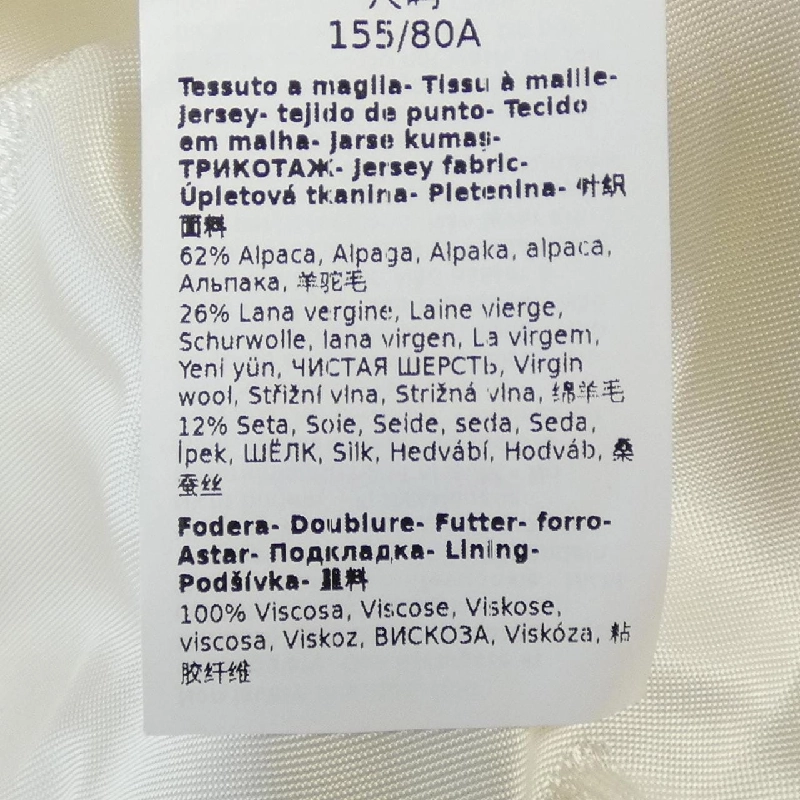 尺码
155/80A
Tessuto a maglia- Tissu à maille-
Jersey- tejido de punto- Tecido
em malha- Jarse kumaş-
ТРИКОТАЖ- Jersey fabric-
Úpletová tkanina- Pletenina- 针织
面料
62% Alpaca, Alpaga, Alpaka, alpaca,
Альпака, 羊驼毛
26% Lana vergine, Laine vierge,
Schurwolle, lana virgen, La virgem,
Yeni yün, ЧИСТАЯ ШЕРСТЬ, Virgin
wool, Střižní vlna, Strižná vlna, 绵羊毛
12% Seta, Soie, Seide, seda, Seda,
İpek, ШЁЛК, Silk, Hedvábí, Hodváb, 桑
蚕丝
Fodera- Doublure- Futter- forro-
Astar- Подкладка- Lining-
Podšívka- 里料
100% Viscosa, Viscose, Viskose,
viscosa, Viskoz, ВИСКОЗА, Viskóza, 粘
胶纤维